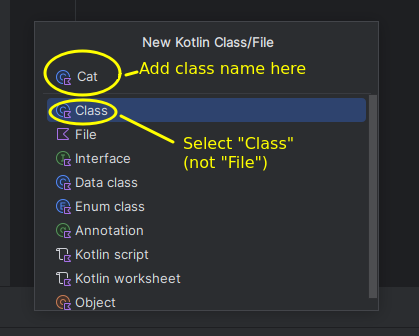 New Kotlin Class/File
Cat
Add class name here
Class
File
Select "Class"
(not "File")
Interface
Data class
Enum class
Annotation
Kotlin script
Kotlin worksheet
Object